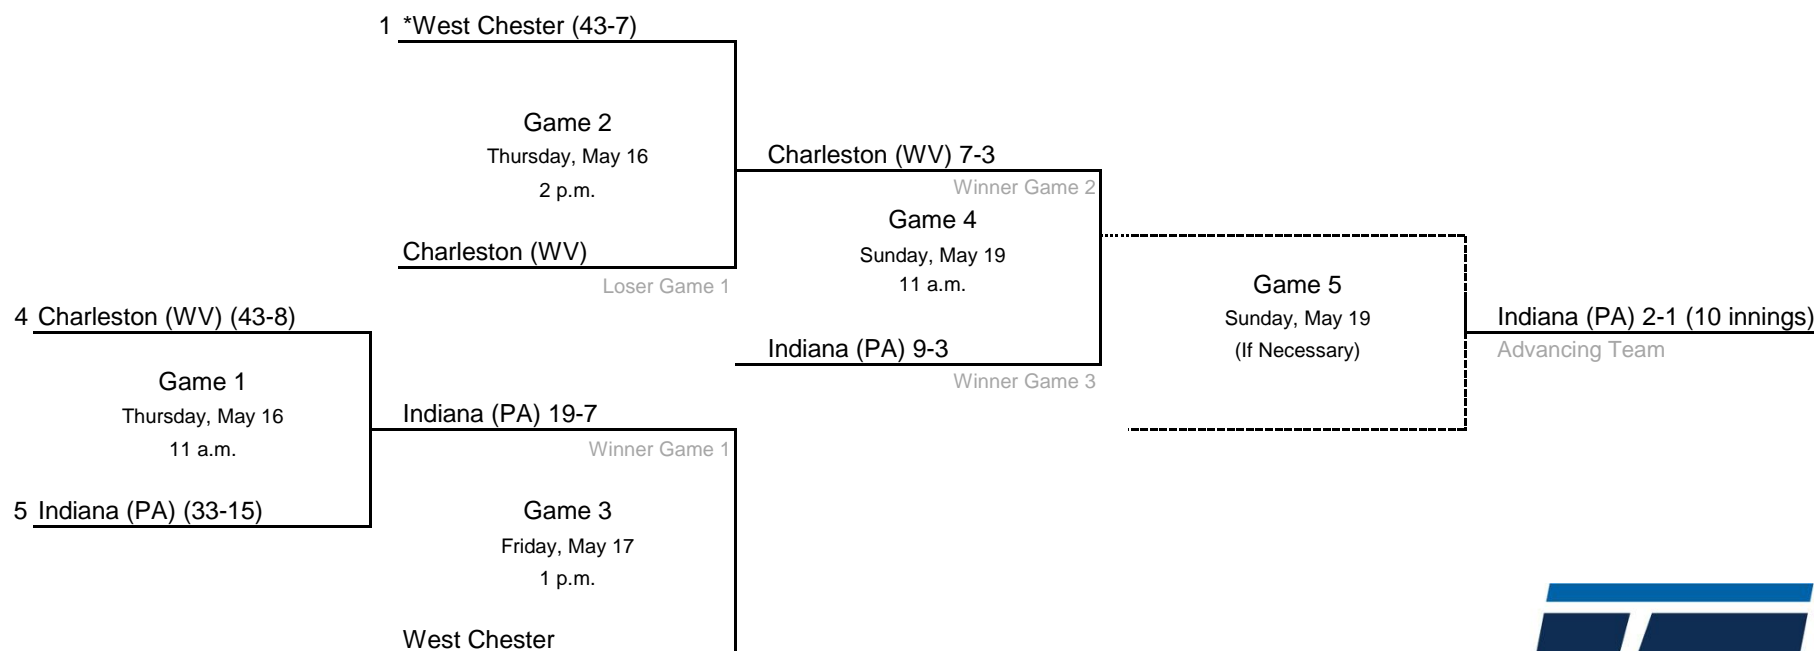 1 *West Chester (43-7)
Game 2
Thursday, May 16
2 p.m.
Charleston (WV) 7-3
Winner Game 2
Game 4
Sunday, May 19
11 a.m.
Charleston (WV)
Loser Game 1
Game 5
Sunday, May 19
(If Necessary)
4 Charleston (WV) (43-8)
Indiana (PA) 2-1 (10 innings)
Advancing Team
Indiana (PA) 9-3
Winner Game 3
Game 1
Thursday, May 16
11 a.m.
Indiana (PA) 19-7
Winner Game 1
5 Indiana (PA) (33-15)
Game 3
Friday, May 17
1 p.m.
West Chester